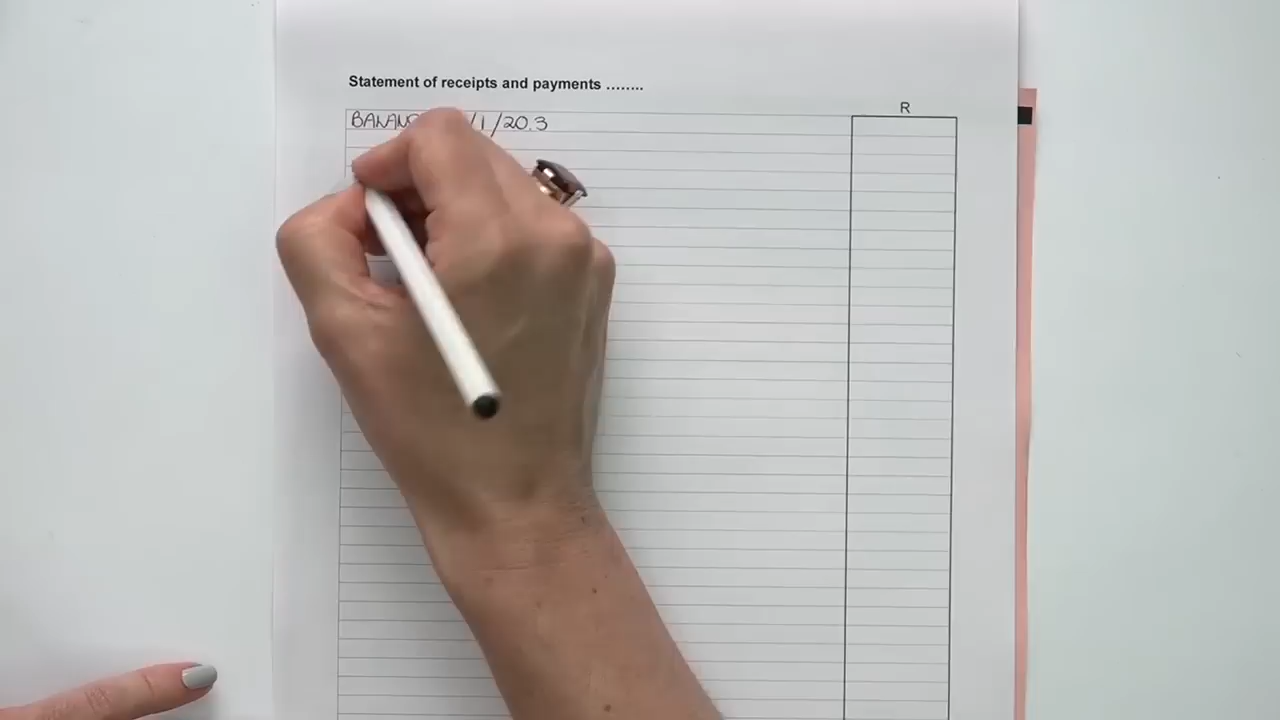 Statement of receipts and payments ........
R
/1/20.3